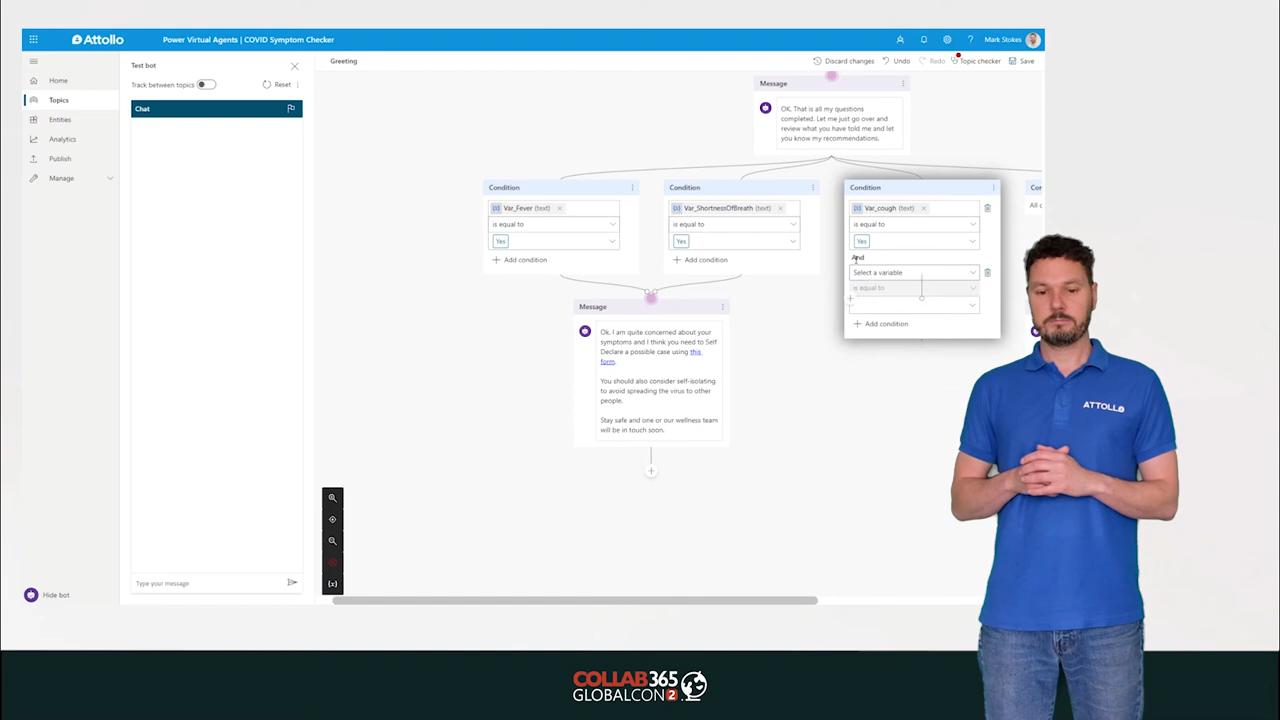 Attollo
Power Virtual Agents | COVID Symptom Checker
Mark Stokes
Test bot
Greeting
Discard changes
Undo
Redo
Topic checker
Save
Home
Topics
Entities
Analytics
Publish
Manage
Track between topics
Reset
Chat
Message
OK. That is all my questions
completed. Let me just go over and
review what you have told me and let
you know my recommendations.
Condition
Var_Fever (text)
is equal to
Yes
Add condition
Condition
Var_ShortnessOfBreath (text)
is equal to
Yes
Add condition
Condition
Var_cough (text)
is equal to
Yes
And
Select a variable
is equal to
Add condition
All c
Message
Ok. I am quite concerned about your
symptoms and I think you need to Self
Declare a possible case using this
form.
You should also consider self-isolating
to avoid spreading the virus to other
people.
Stay safe and one or our wellness team
will be in touch soon.
Type your message
Hide bot
ATTOLLO
COLLAB365
GLOBALCON2